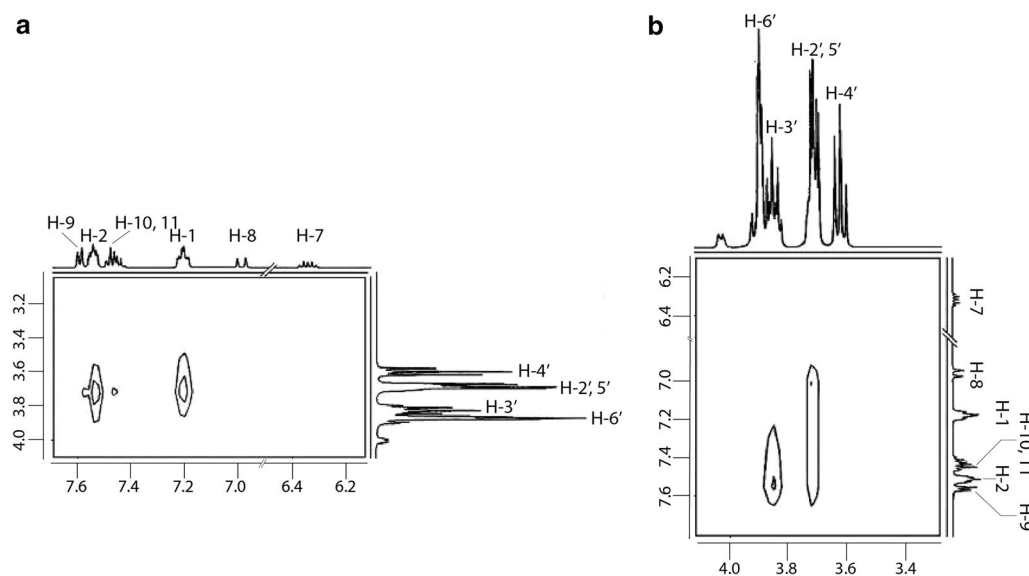 a
H-9
H-2
H-10, 11
H-1
H-8
H-7
3.2
3.4
3.6
3.8
4.0
H-4′
H-2′, 5′
H-3′
H-6′
7.6 7.4 7.2 7.0 6.4 6.2
b
H-6′
H-2′, 5′
H-4′
H-3′
6.2
6.4
7.0
7.2
7.4
7.6
H-7
H-8
H-1
H-10, 11
H-2
H-9
4.0 3.8 3.6 3.4